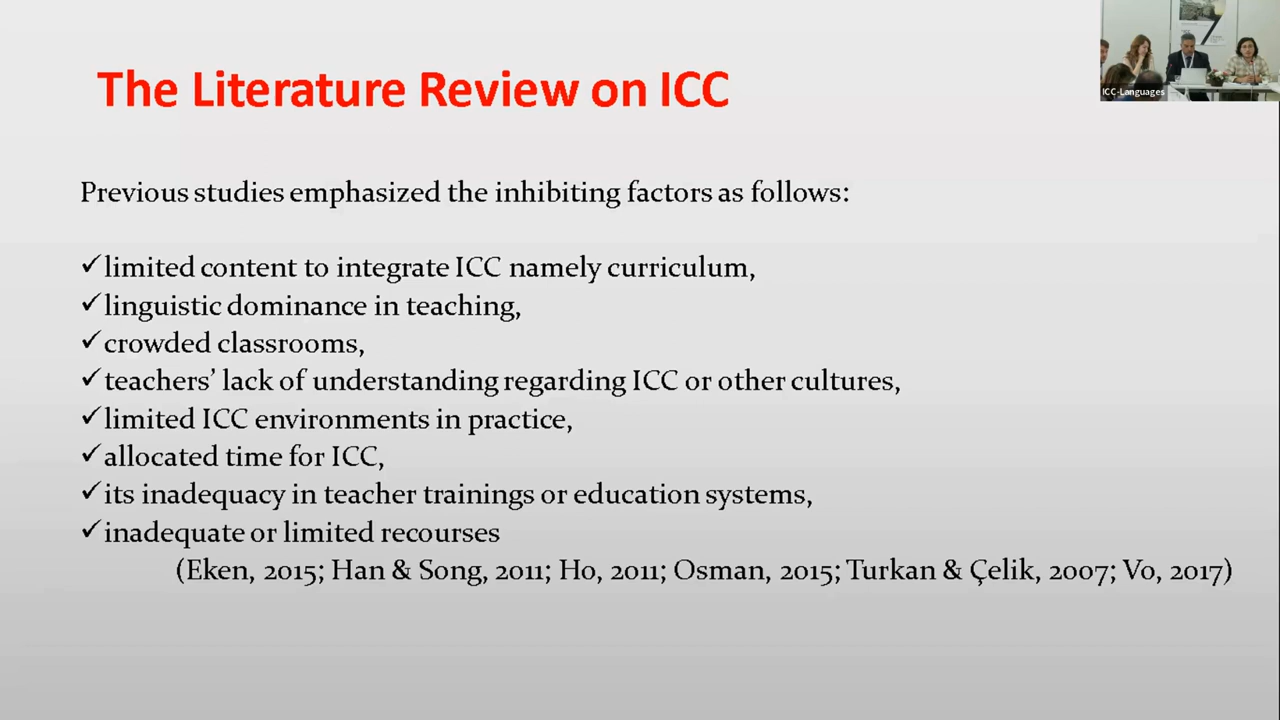 The Literature Review on ICC
ICC-Languages
Previous studies emphasized the inhibiting factors as follows:
✓limited content to integrate ICC namely curriculum,
✓linguistic dominance in teaching,
✓crowded classrooms,
✓teachers’ lack of understanding regarding ICC or other cultures,
✓limited ICC environments in practice,
✓allocated time for ICC,
✓its inadequacy in teacher trainings or education systems,
✓inadequate or limited recourses
(Eken, 2015; Han & Song, 2011; Ho, 2011; Osman, 2015; Turkan & Çelik, 2007; Vo, 2017)